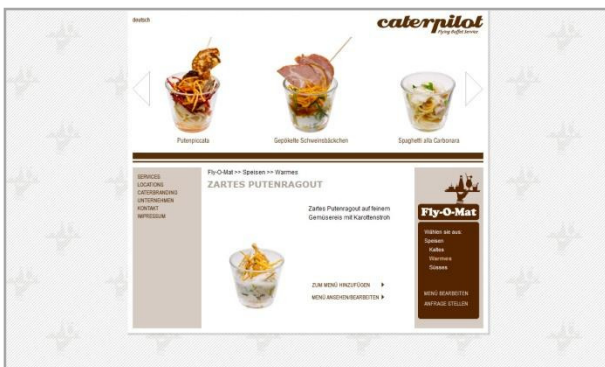 deutsch
caterpilot
Flying Buffet Service
Putenpiccata
Gepökelte Schweinsbäckchen
Spaghetti alla Carbonara
SERVICES
LOCATIONS
CATERBRANDING
UNTERNEHMEN
KONTAKT
IMPRESSUM
Fly-O-Mat >> Speisen >> Warmes
ZARTES PUTENRAGOUT
Zartes Putenragout auf feinem
Gemüsereis mit Karottenstroh
ZUM MENÜ HINZUFÜGEN
MENÜ ANSEHEN/BEARBEITEN
Fly-O-Mat
Wählen sie aus:
Speisen
Kaltes
Warmes
Süsses
MENÜ BEARBEITEN
ANFRAGE STELLEN